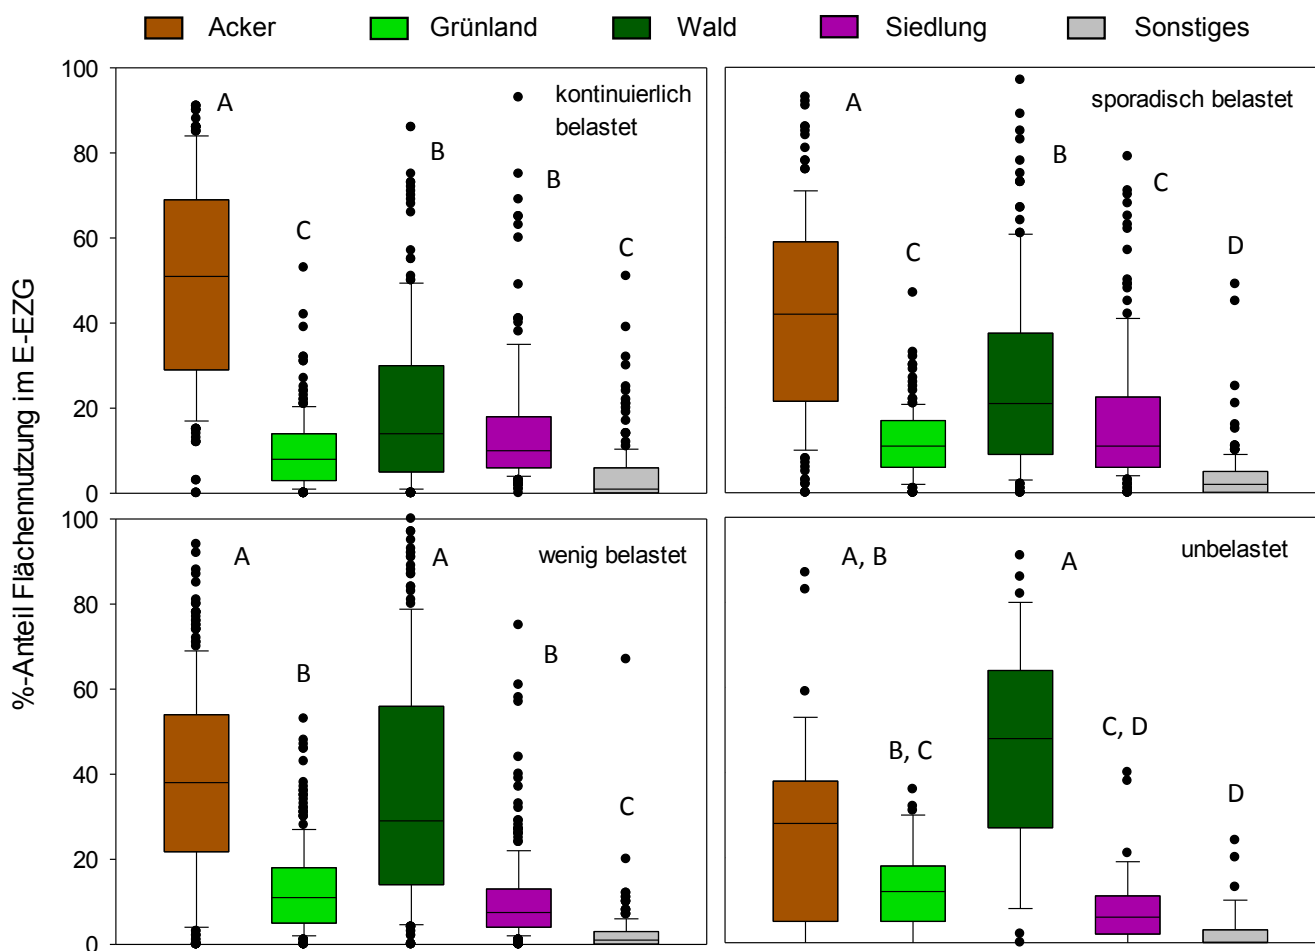 Acker Grünland Wald Siedlung Sonstiges
%-Anteil Flächennutzung im E-EZG
100
80
60
40
20
0
kontinuierlich
belastet
A
C
B
B
C
sporadisch belastet
A
C
B
C
D
100
80
60
40
20
0
wenig belastet
A
B
A
B
C
unbelastet
A, B
B, C
A
C, D
D